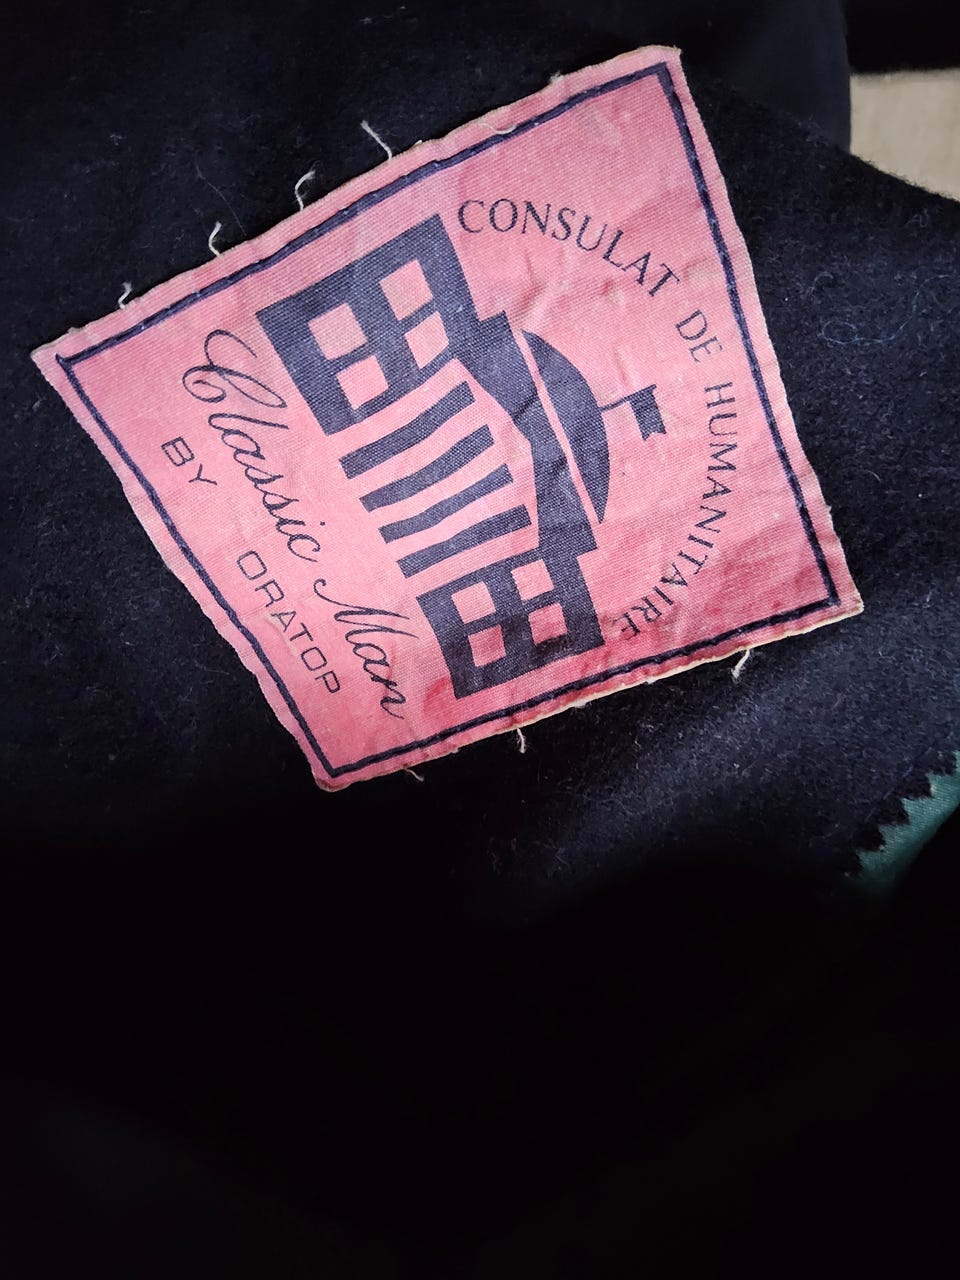 CONSULAT DE HUMANITAIRE
Classic Man
BY ORATOP